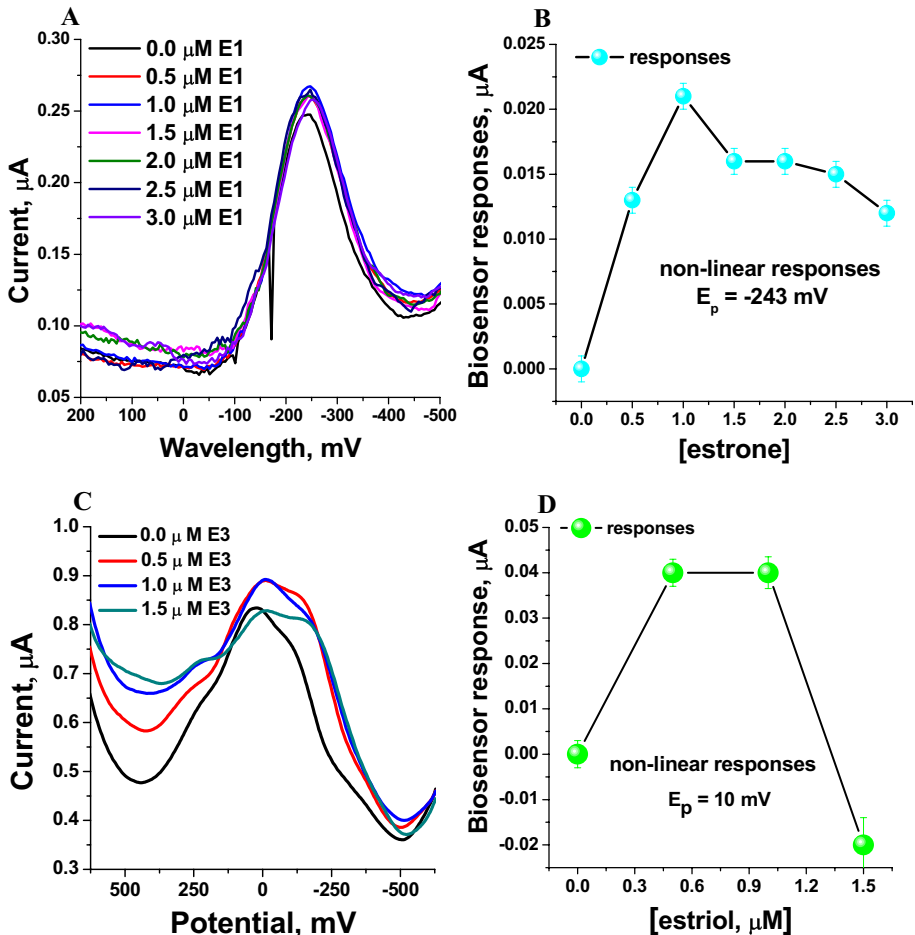 A
0.30
0.25
0.20
0.15
0.10
0.05
Current, μA
0.0 μM E1
0.5 μM E1
1.0 μM E1
1.5 μM E1
2.0 μM E1
2.5 μM E1
3.0 μM E1
200 100 0 -100 -200 -300 -400 -500
Wavelength, mV
B
0.025
0.020
0.015
0.010
0.005
0.000
Biosensor responses, μA
responses
non-linear responses
Ep = -243 mV
0.0 0.5 1.0 1.5 2.0 2.5 3.0
[estrone]
C
1.0
0.9
0.8
0.7
0.6
0.5
0.4
0.3
Current, μA
0.0 μ M E3
0.5 μ M E3
1.0 μ M E3
1.5 μ M E3
500 250 0 -250 -500
Potential, mV
D
0.05
0.04
0.03
0.02
0.01
0.00
-0.01
-0.02
Biosensor response, μA
responses
non-linear responses
Ep = 10 mV
0.0 0.3 0.6 0.9 1.2 1.5
[estriol, μM]